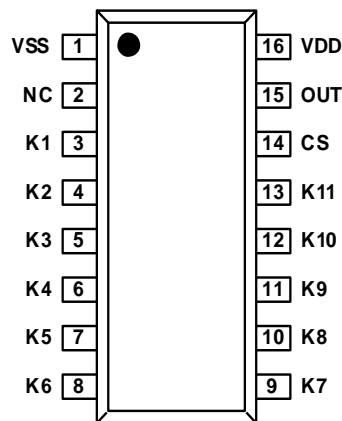 VSS 1 16 VDD
NC 2 15 OUT
K1 3 14 CS
K2 4 13 K11
K3 5 12 K10
K4 6 11 K9
K5 7 10 K8
K6 8 9 K7